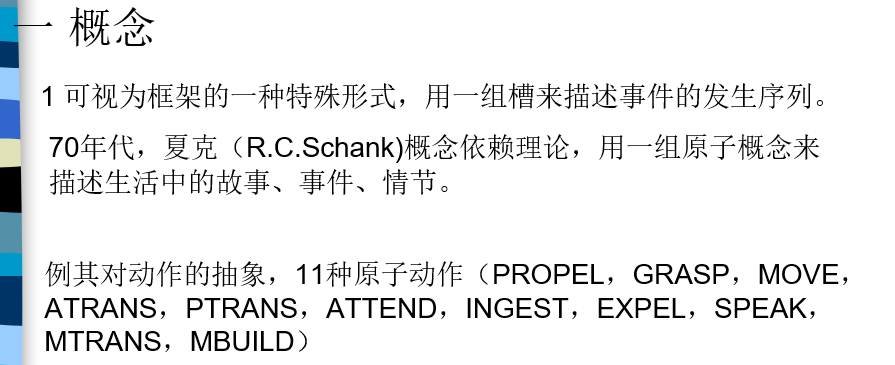 一 概念
1 可视为框架的一种特殊形式，用一组槽来描述事件的发生序列。
70年代，夏克（R.C.Schank)概念依赖理论，用一组原子概念来
描述生活中的故事、事件、情节。
例其对动作的抽象，11种原子动作（PROPEL，GRASP，MOVE，
ATRANS，PTRANS，ATTEND，INGEST，EXPEL，SPEAK，
MTRANS，MBUILD）